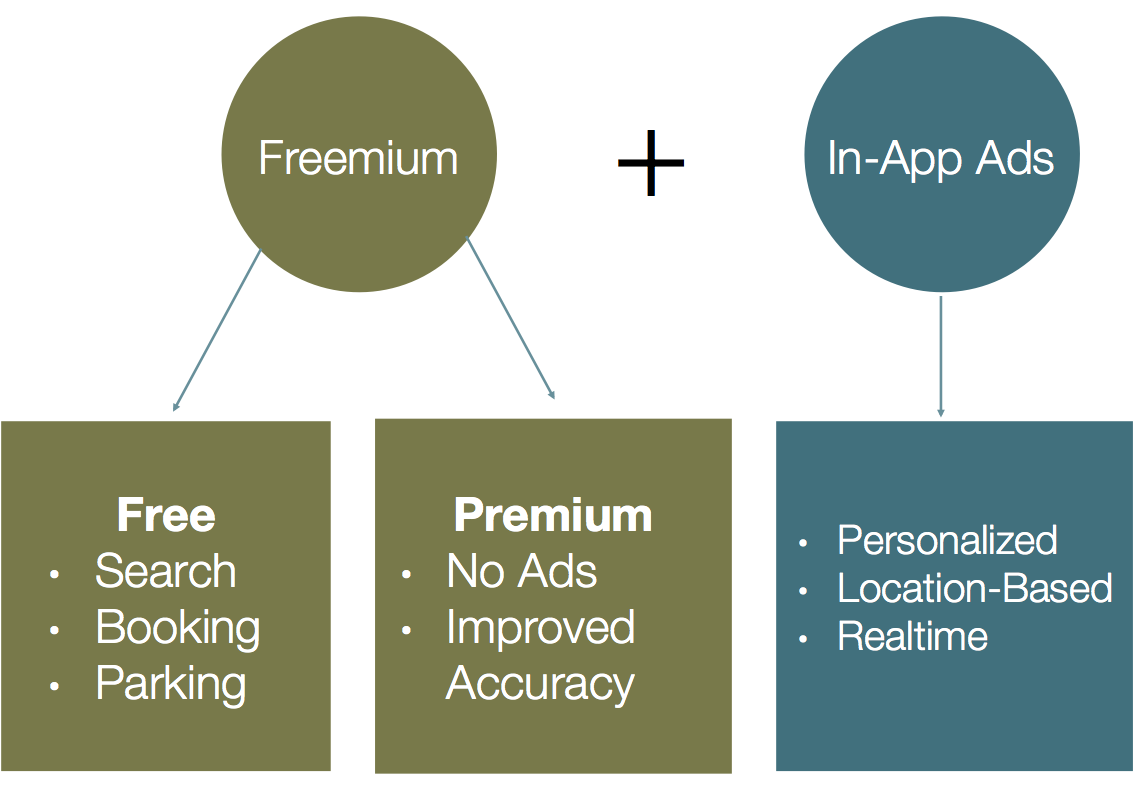 Freemium
+
In-App Ads
Free
• Search
• Booking
• Parking
Premium
• No Ads
• Improved
Accuracy
• Personalized
• Location-Based
• Realtime